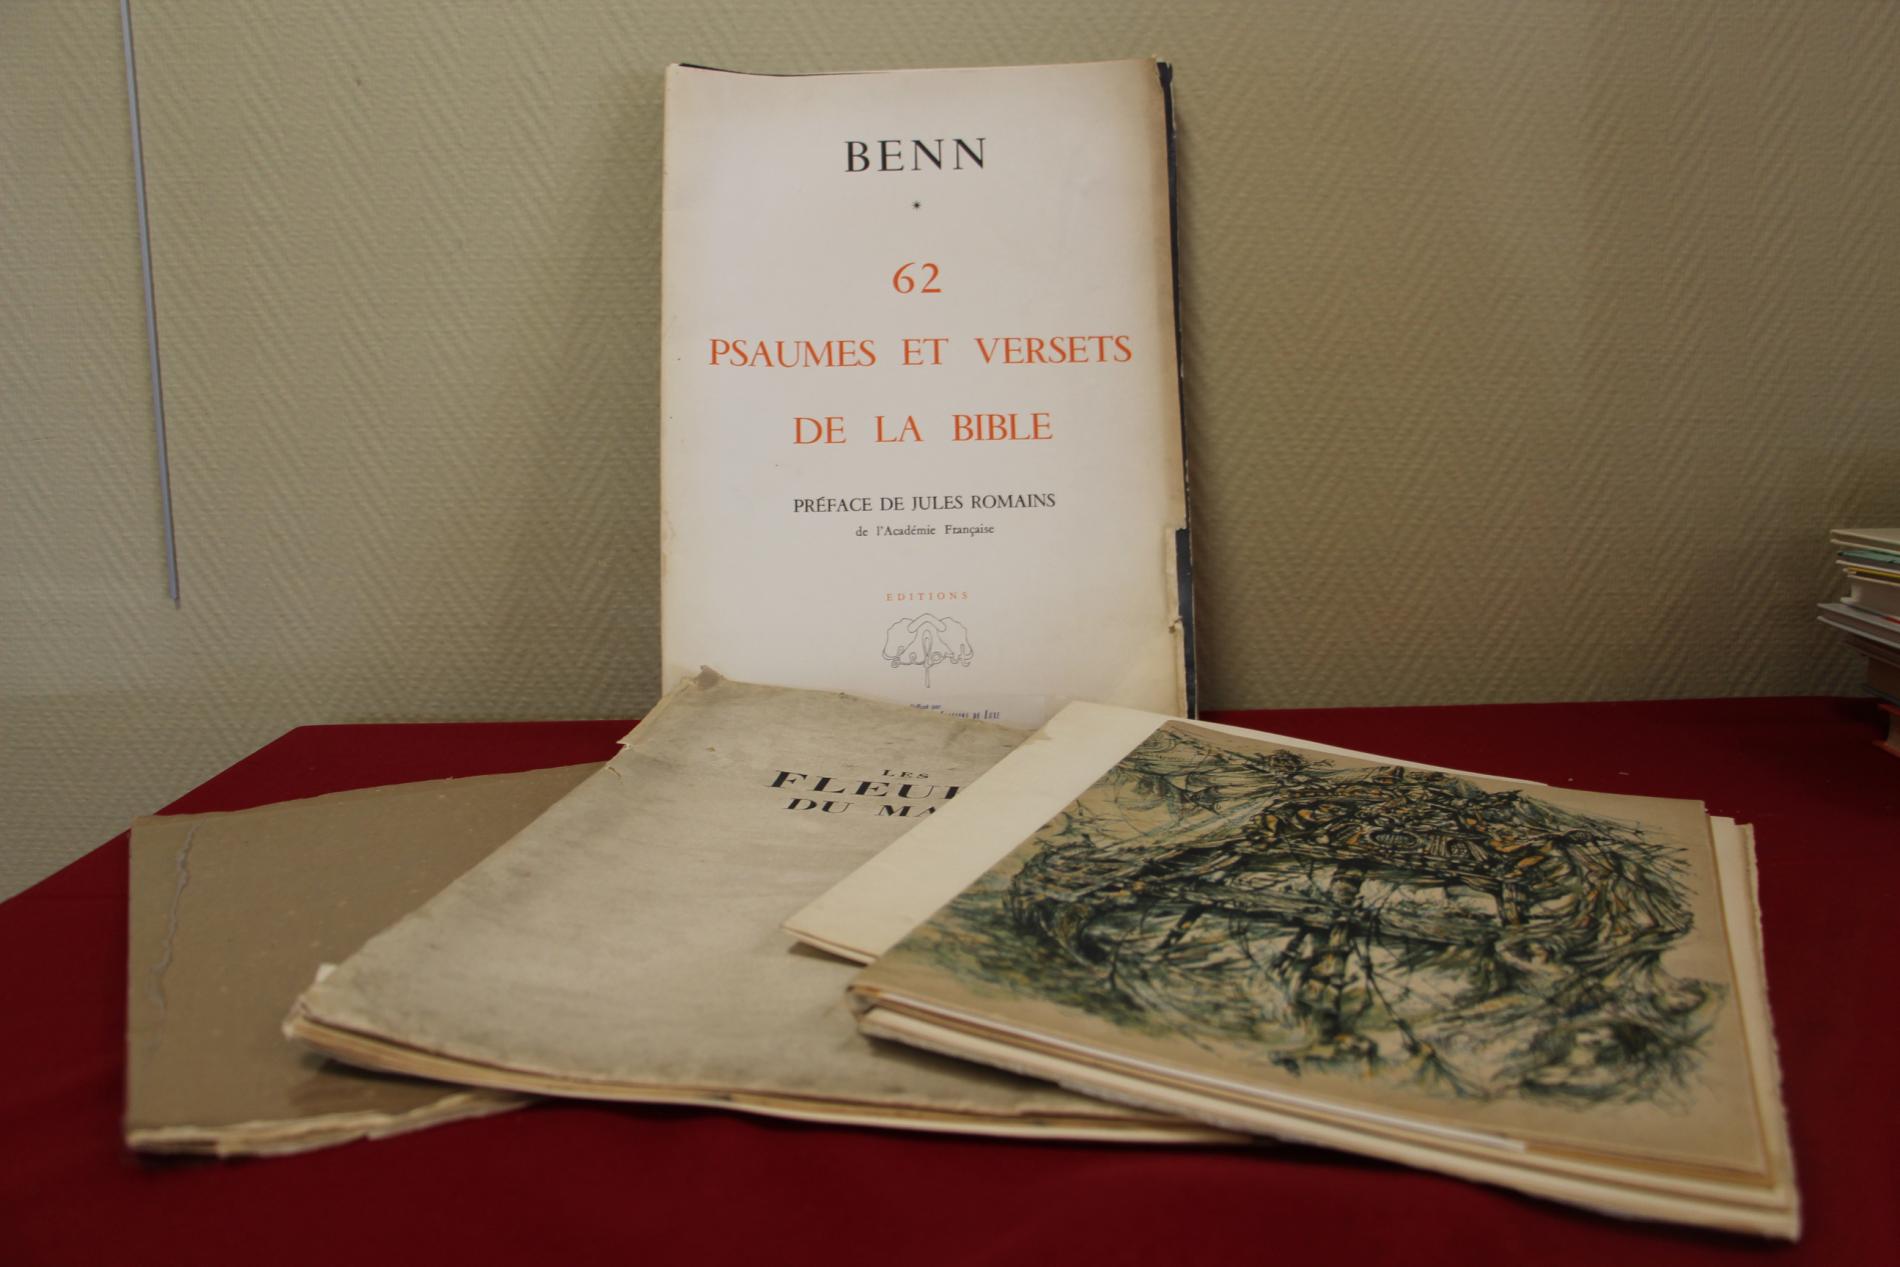 BENN
*
62
PSAUMES ET VERSETS
DE LA BIBLE
PRÉFACE DE JULES ROMAINS
de l'Académie Française
EDITIONS
LES
FLEU
DU MA